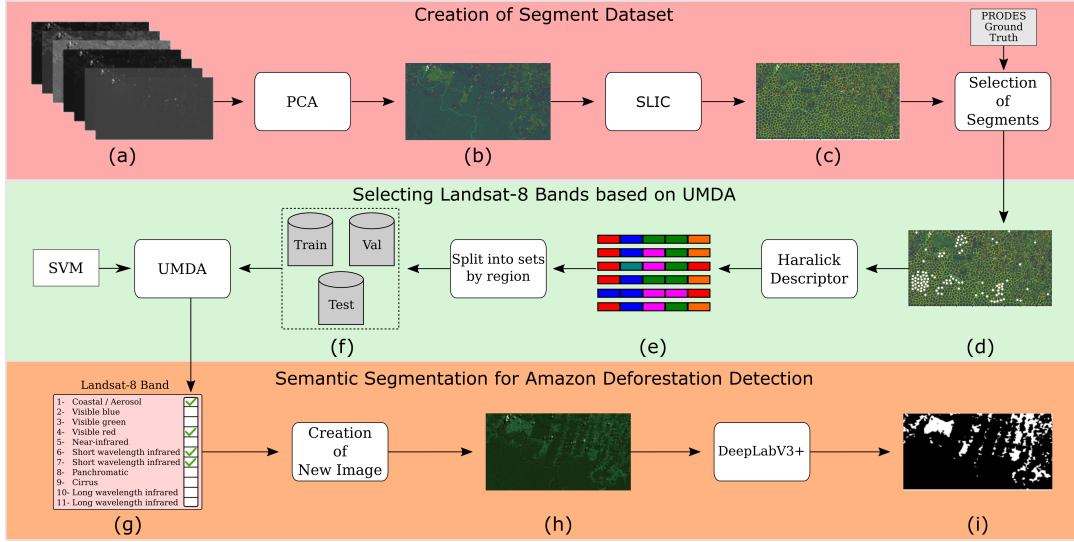 Creation of Segment Dataset
PRODES
Ground
Truth
PCA
SLIC
Selection
of
Segments
(a)
(b)
(c)
Selecting Landsat-8 Bands based on UMDA
SVM
UMDA
Train
Val
Test
Split into sets
by region
Haralick
Descriptor
(f)
(e)
(d)
Semantic Segmentation for Amazon Deforestation Detection
Landsat-8 Band
1- Coastal / Aerosol
2- Visible blue
3- Visible green
4- Visible red
5- Near-infrared
6- Short wavelength infrared
7- Short wavelength infrared
8- Panchromatic
9- Cirrus
10- Long wavelength infrared
11- Long wavelength infrared
Creation
of
New Image
DeepLabV3+
(g)
(h)
(i)